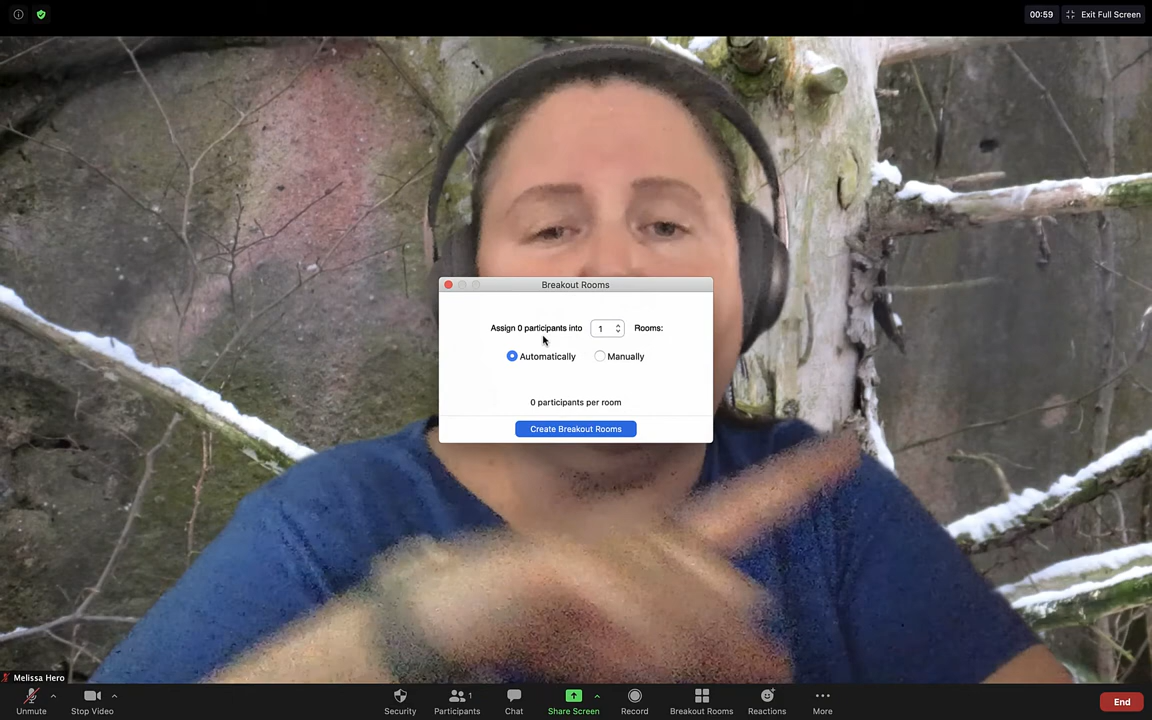 00:59 Exit Full Screen
Breakout Rooms
Assign 0 participants into 1 Rooms:
Automatically Manually
0 participants per room
Create Breakout Rooms
Melissa Hero
Unmute Stop Video Security Participants 1 Chat Share Screen Record Breakout Rooms Reactions More End